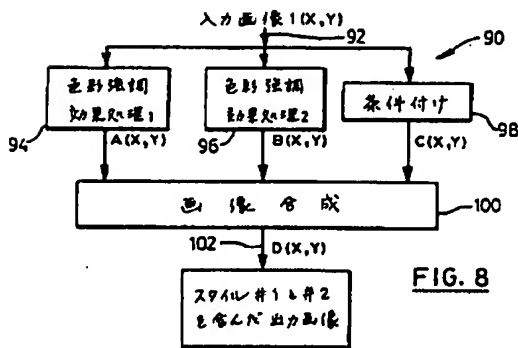 入力画像1(X,Y)
92
90
色彩強調
効果処理1
94
A(X,Y)
色彩強調
効果処理2
96
B(X,Y)
条件付け
98
C(X,Y)
画像合成
100
102
D(X,Y)
スタイル#1と#2
を含んだ出力画像
FIG. 8